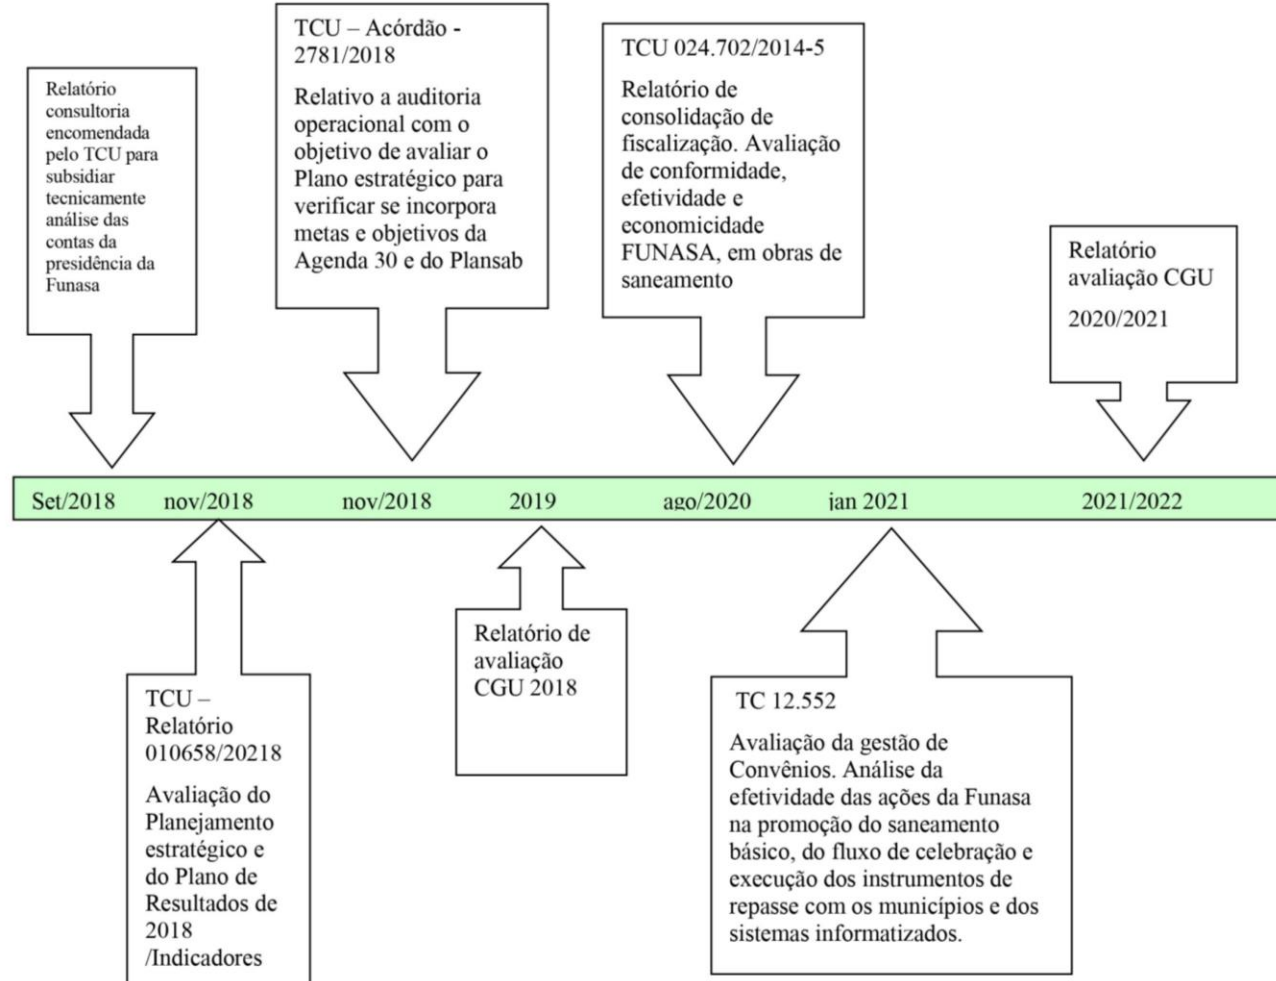 Relatório
consultoria
encomendada
pelo TCU para
subsidiar
tecnicamente
análise das
contas da
presidência da
Funasa
TCU – Acórdão -
2781/2018
Relativo a auditoria
operacional com o
objetivo de avaliar o
Plano estratégico para
verificar se incorpora
metas e objetivos da
Agenda 30 e do Plansab
TCU 024.702/2014-5
Relatório de
consolidação de
fiscalização. Avaliação
de conformidade,
efetividade e
economicidade
FUNASA, em obras de
saneamento
Relatório
avaliação CGU
2020/2021
Set/2018 nov/2018 nov/2018 2019 ago/2020 jan 2021 2021/2022
TCU –
Relatório
010658/20218
Avaliação do
Planejamento
estratégico e
do Plano de
Resultados de
2018
/Indicadores
Relatório de
avaliação
CGU 2018
TC 12.552
Avaliação da gestão de
Convênios. Análise da
efetividade das ações da Funasa
na promoção do saneamento
básico, do fluxo de celebração e
execução dos instrumentos de
repasse com os municípios e dos
sistemas informatizados.